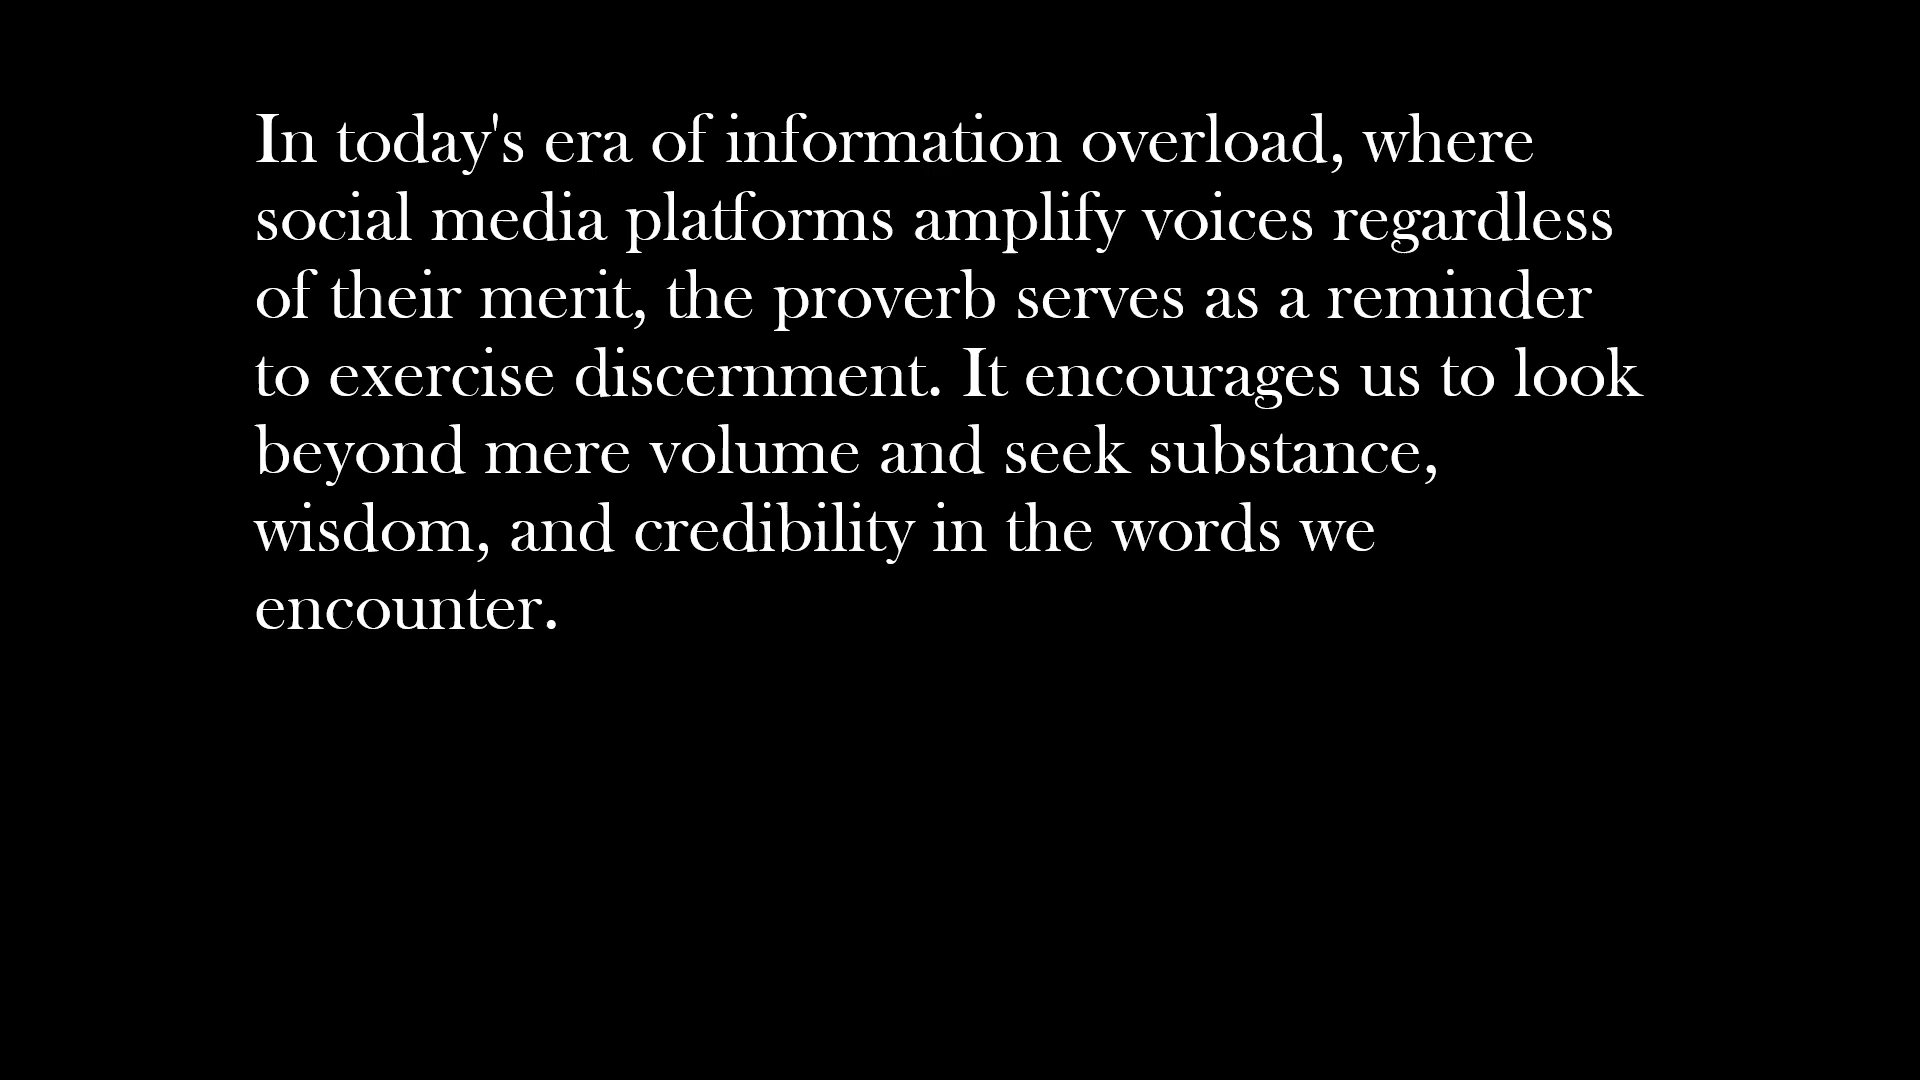 In today's era of information overload, where
social media platforms amplify voices regardless
of their merit, the proverb serves as a reminder
to exercise discernment. It encourages us to look
beyond mere volume and seek substance,
wisdom, and credibility in the words we
encounter.